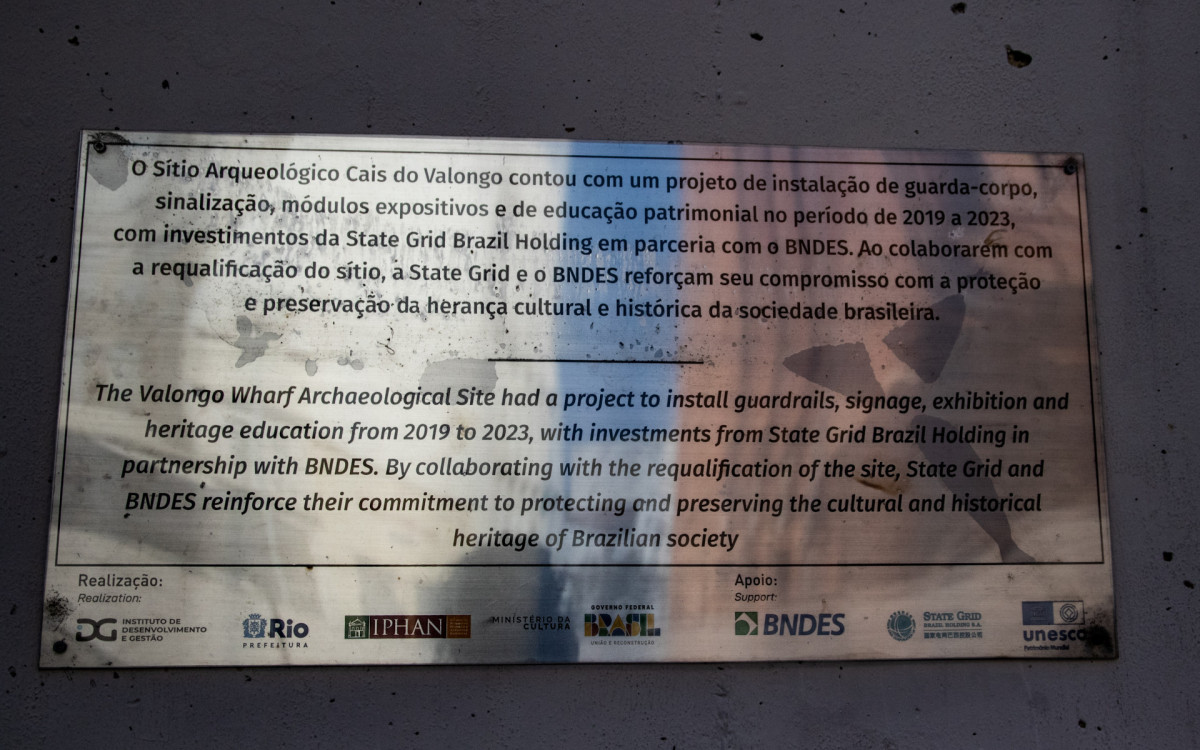 O Sítio Arqueológico Cais do Valongo contou com um projeto de instalação de guarda-corpo,
sinalização, módulos expositivos e de educação patrimonial no período de 2019 a 2023,
com investimentos da State Grid Brazil Holding em parceria com o BNDES. Ao colaborarem com
a requalificação do sítio, a State Grid e o BNDES reforçam seu compromisso com a proteção
e preservação da herança cultural e histórica da sociedade brasileira.
The Valongo Wharf Archaeological Site had a project to install guardrails, signage, exhibition and
heritage education from 2019 to 2023, with investments from State Grid Brazil Holding in
partnership with BNDES. By collaborating with the requalification of the site, State Grid and
BNDES reinforce their commitment to protecting and preserving the cultural and historical
heritage of Brazilian society
Realização:
Realization:
DG INSTITUTO DE
DESENVOLVIMENTO
E GESTÃO
Rio
PREFEITURA
IPHAN
MINISTÉRIO DA
CULTURA
GOVERNO FEDERAL
BRASIL
UNIÃO E RECONSTRUÇÃO
Apoio:
Support:
BNDES
STATE GRID
BRAZIL HOLDING S.A.
unesco
Patrimônio Mundial